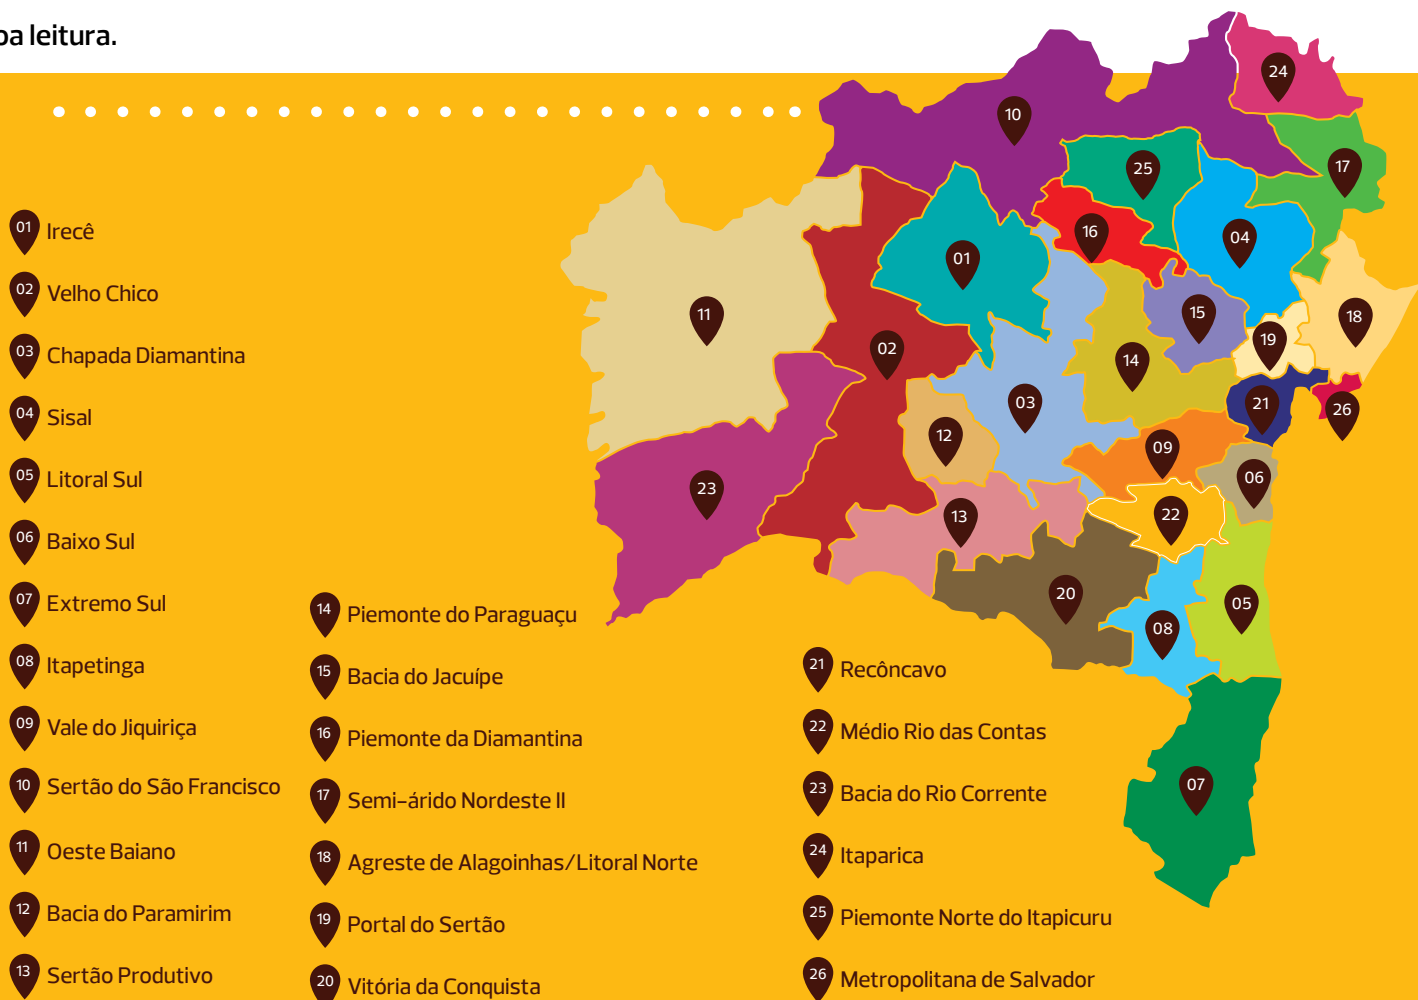 oa leitura.
01 Irecê
02 Velho Chico
03 Chapada Diamantina
04 Sisal
05 Litoral Sul
06 Baixo Sul
07 Extremo Sul
08 Itapetinga
09 Vale do Jiquiriça
10 Sertão do São Francisco
11 Oeste Baiano
12 Bacia do Paramirim
13 Sertão Produtivo
14 Piemonte do Paraguaçu
15 Bacia do Jacuípe
16 Piemonte da Diamantina
17 Semi-árido Nordeste II
18 Agreste de Alagoinhas/Litoral Norte
19 Portal do Sertão
20 Vitória da Conquista
21 Recôncavo
22 Médio Rio das Contas
23 Bacia do Rio Corrente
24 Itaparica
25 Piemonte Norte do Itapicuru
26 Metropolitana de Salvador
24
10
25
17
16
04
01
11
15
18
02
19
14
03
21
26
12
09
06
23
13
22
20
05
08
07